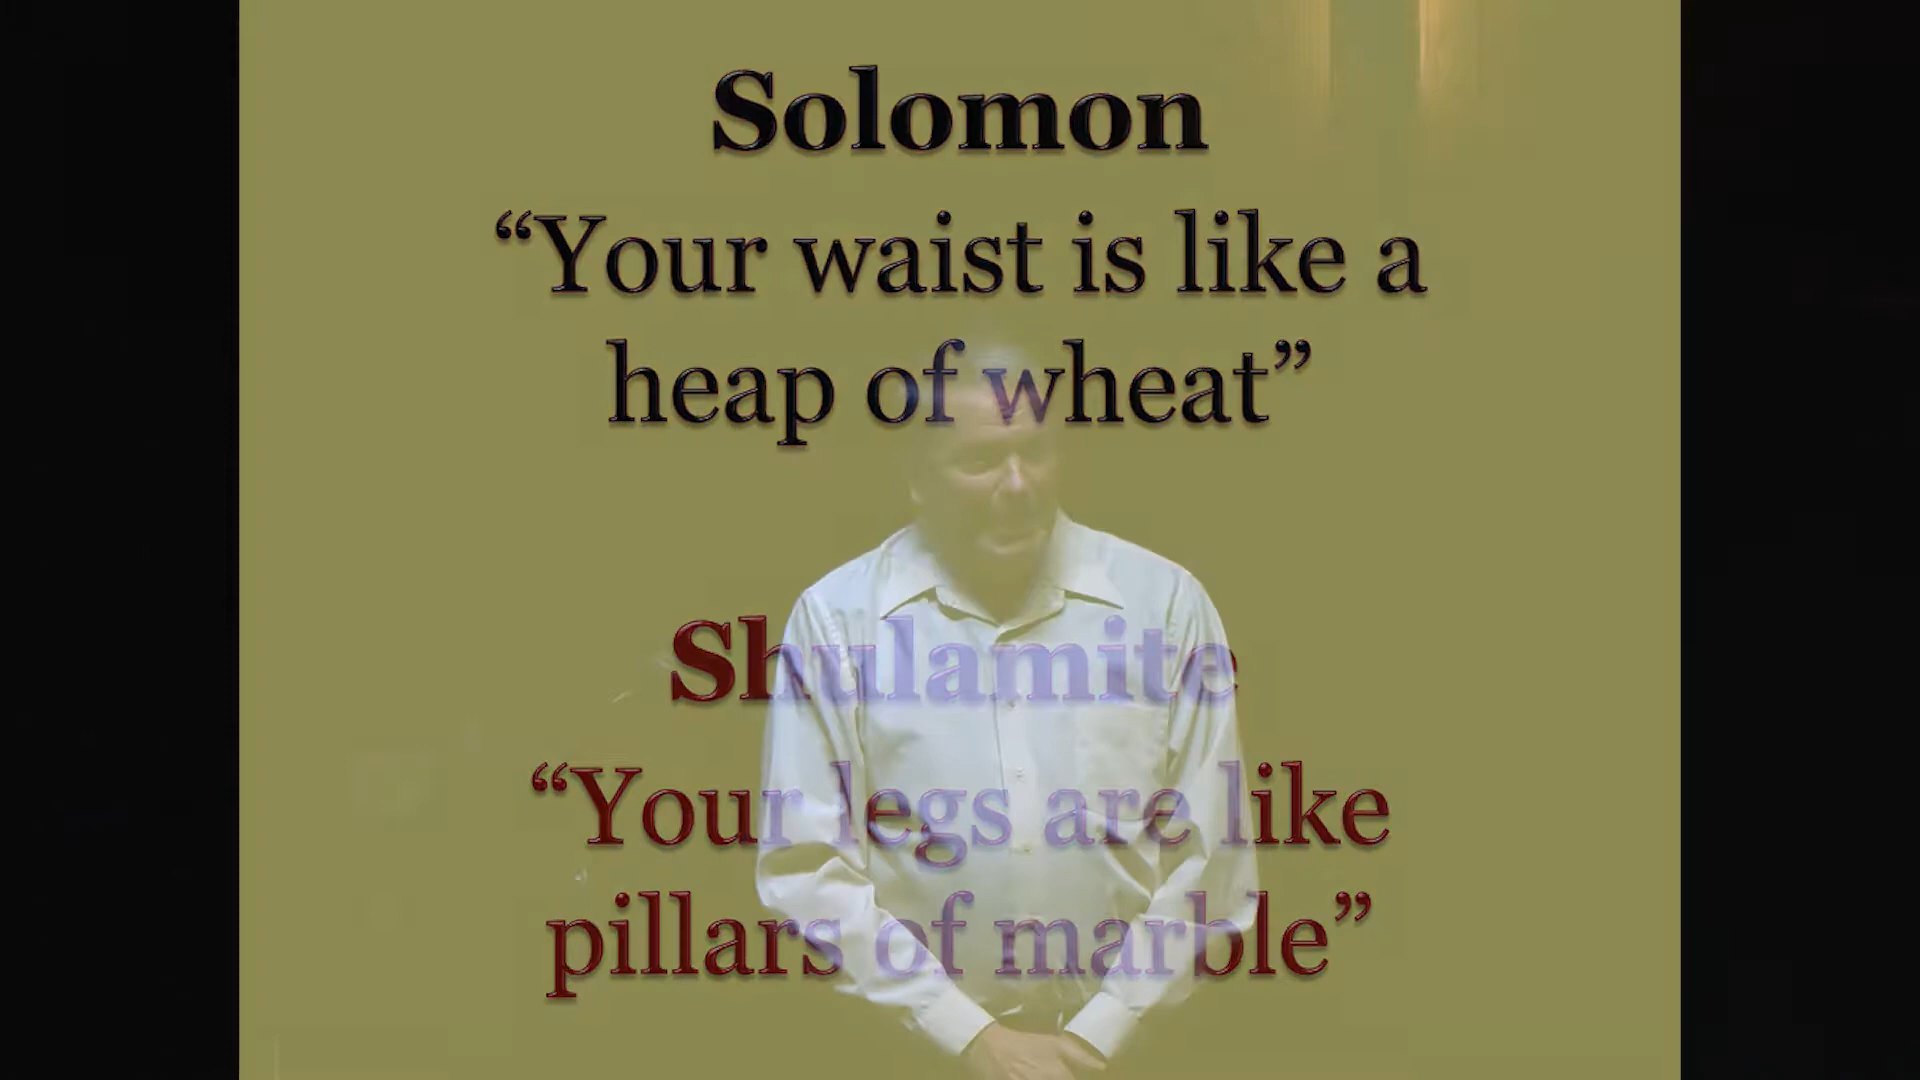 Solomon
“Your waist is like a
heap of wheat”
Shulamite
“Your legs are like
pillars of marble”